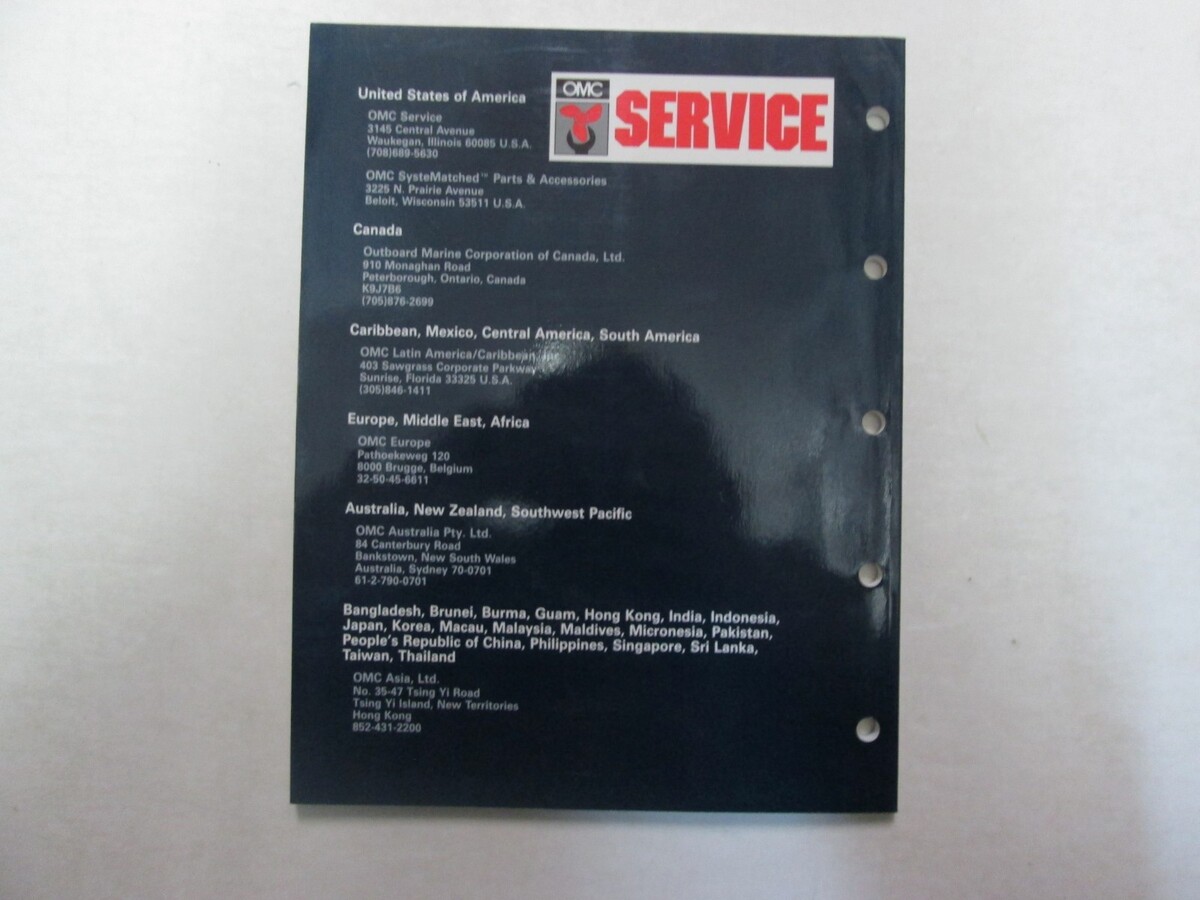 OMC
SERVICE
United States of America
OMC Service
3145 Central Avenue
Waukegan, Illinois 60085 U.S.A.
(708)689-5630
OMC SysteMatched™ Parts & Accessories
3225 N. Prairie Avenue
Beloit, Wisconsin 53511 U.S.A.
Canada
Outboard Marine Corporation of Canada, Ltd.
910 Monaghan Road
Peterborough, Ontario, Canada
K9J7B6
(705)876-2699
Caribbean, Mexico, Central America, South America
OMC Latin America/Caribbean, Inc.
403 Sawgrass Corporate Parkway
Sunrise, Florida 33325 U.S.A.
(305)846-1411
Europe, Middle East, Africa
OMC Europe
Pathoekeweg 120
8000 Brugge, Belgium
32-50-45-6611
Australia, New Zealand, Southwest Pacific
OMC Australia Pty. Ltd.
84 Canterbury Road
Bankstown, New South Wales
Australia, Sydney 70-0701
61-2-790-0701
Bangladesh, Brunei, Burma, Guam, Hong Kong, India, Indonesia,
Japan, Korea, Macau, Malaysia, Maldives, Micronesia, Pakistan,
People's Republic of China, Philippines, Singapore, Sri Lanka,
Taiwan, Thailand
OMC Asia, Ltd.
No. 35-47 Tsing Yi Road
Tsing Yi Island, New Territories
Hong Kong
852-431-2200